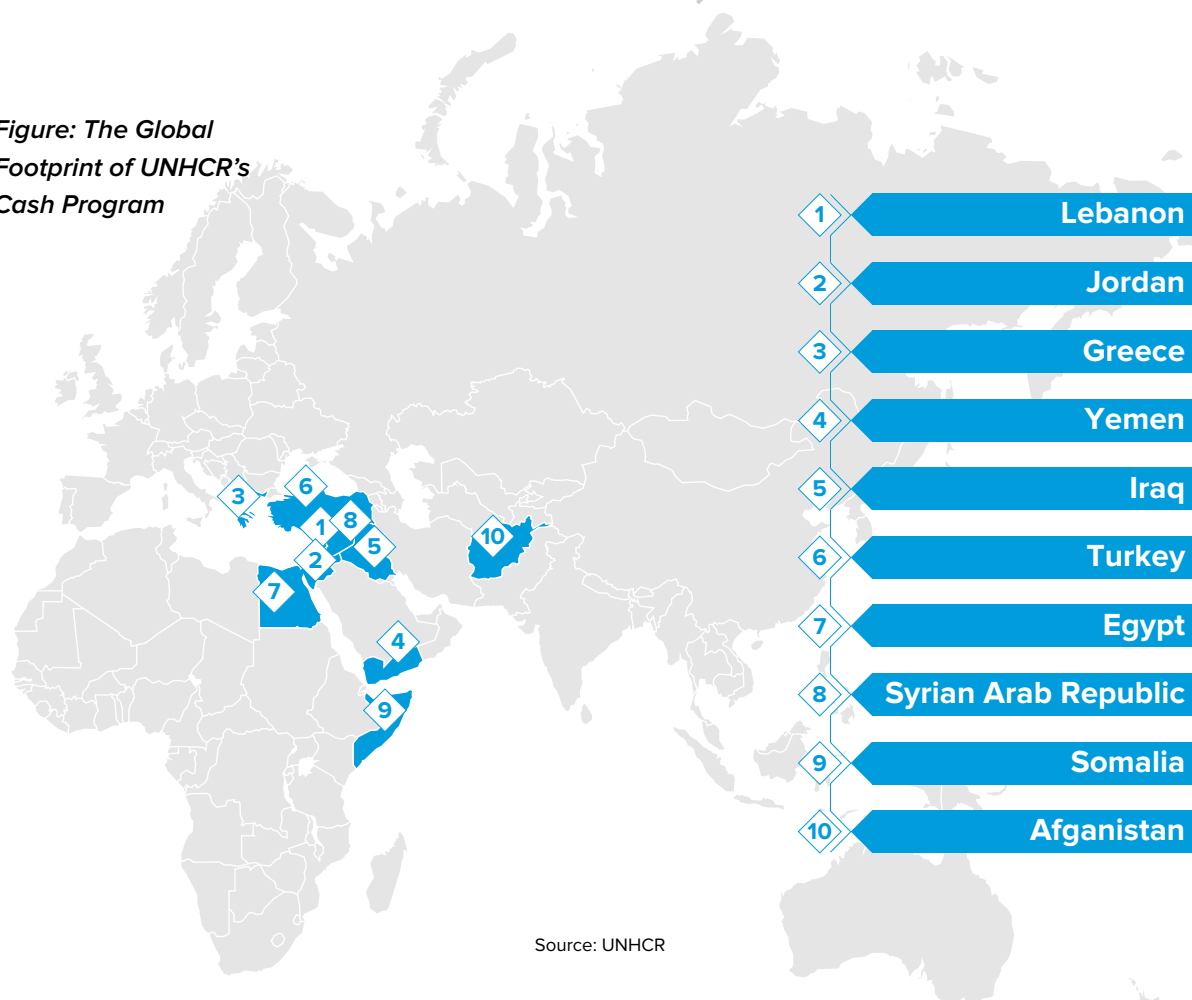 Figure: The Global
Footprint of UNHCR's
Cash Program
1 Lebanon
2 Jordan
3 Greece
4 Yemen
5 Iraq
6 Turkey
7 Egypt
8 Syrian Arab Republic
9 Somalia
10 Afganistan
3
6
1
8
5
2
7
10
4
9
Source: UNHCR